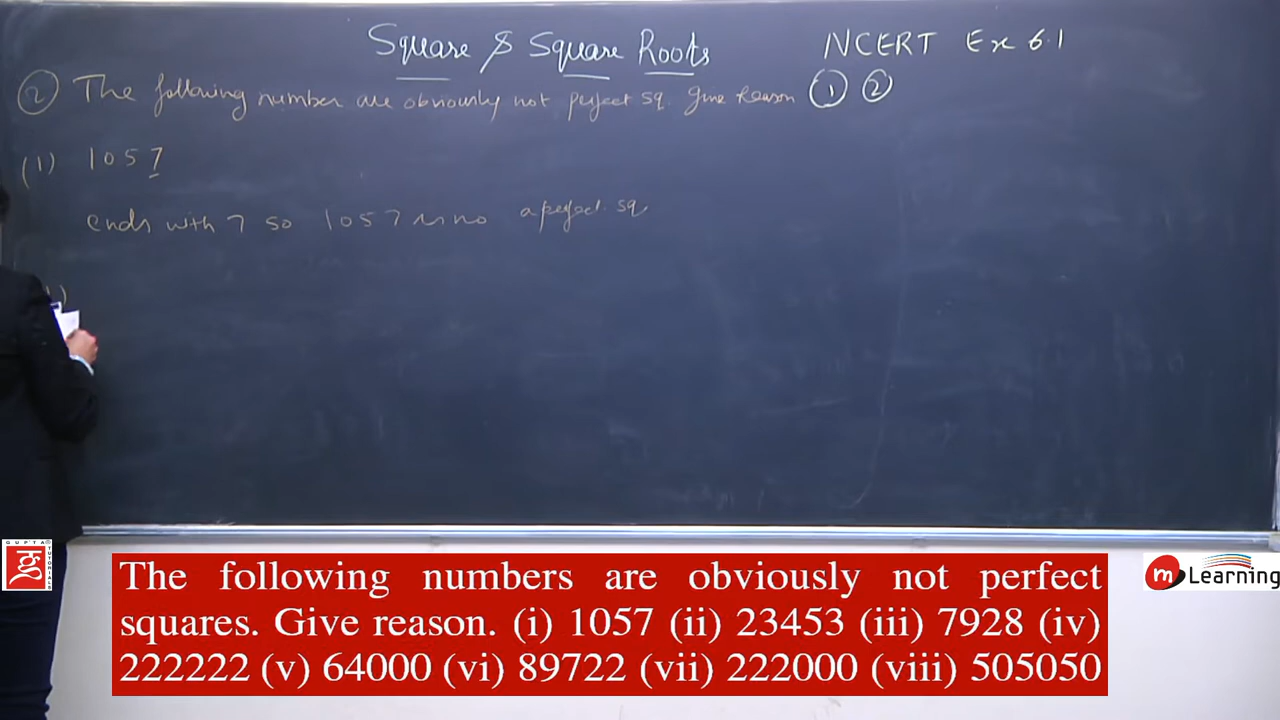 Square & Square Roots
NCERT Ex 6.1
(2) The following number are obviously not perfect sq. Give Reason (1) (2)
(1) 1057
ends with 7 so 1057 is no a perfect sq
GUPTA TUTORIALS
m Learning
The following numbers are obviously not perfect
squares. Give reason. (i) 1057 (ii) 23453 (iii) 7928 (iv)
222222 (v) 64000 (vi) 89722 (vii) 222000 (viii) 505050